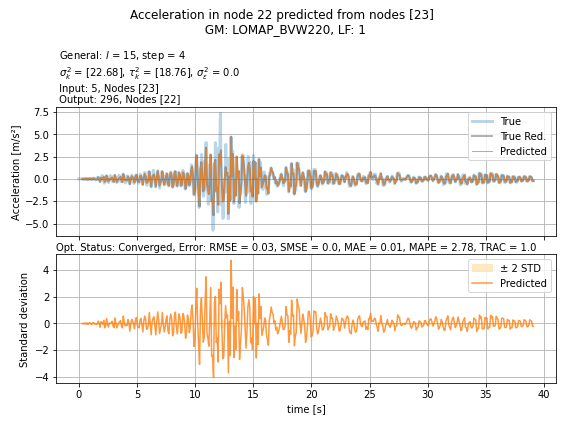 Acceleration in node 22 predicted from nodes [23]
GM: LOMAP_BVW220, LF: 1
General: l = 15, step = 4
σ²ₖ = [22.68], τ²ₖ = [18.76], σ²ε = 0.0
Input: 5, Nodes [23]
Output: 296, Nodes [22]
Acceleration [m/s²]
7.5
5.0
2.5
0.0
−2.5
−5.0
True
True Red.
Predicted
Opt. Status: Converged, Error: RMSE = 0.03, SMSE = 0.0, MAE = 0.01, MAPE = 2.78, TRAC = 1.0
Standard deviation
4
2
0
−2
−4
± 2 STD
Predicted
0 5 10 15 20 25 30 35 40
time [s]